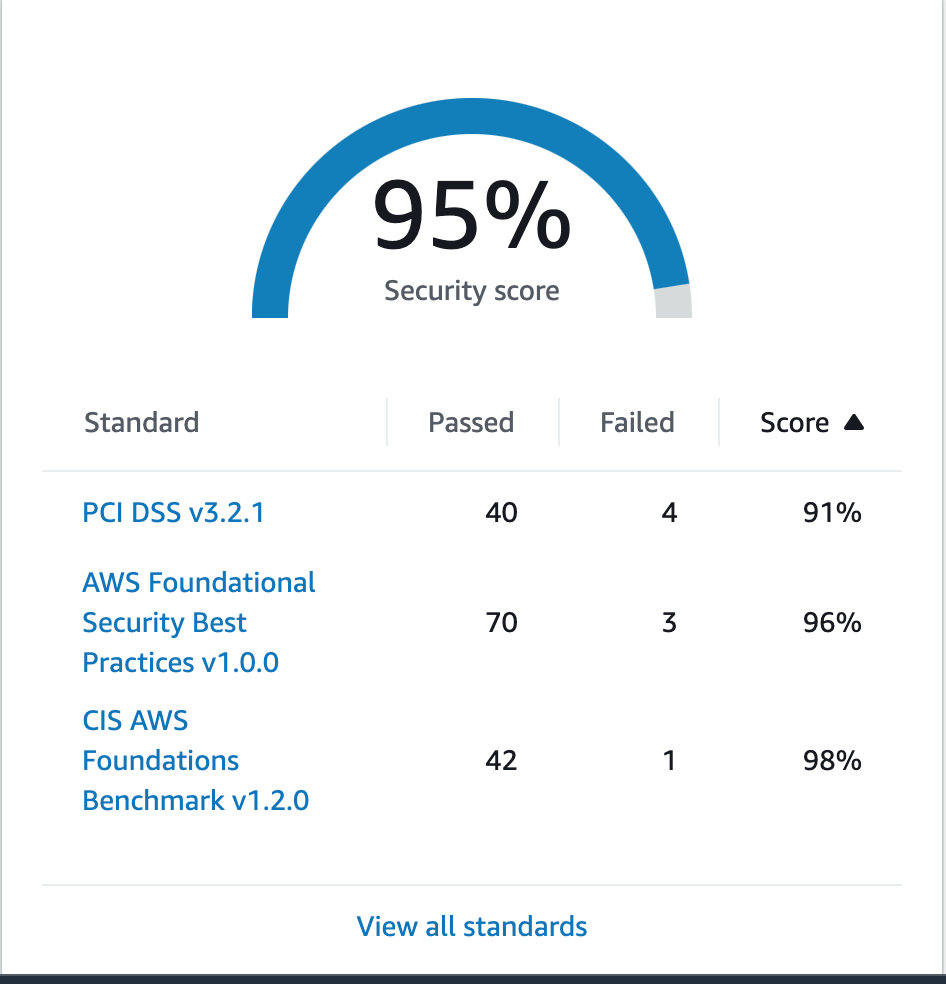 95%
Security score
Standard Passed Failed Score ▲
PCI DSS v3.2.1 40 4 91%
AWS Foundational
Security Best 70 3 96%
Practices v1.0.0
CIS AWS
Foundations 42 1 98%
Benchmark v1.2.0
View all standards